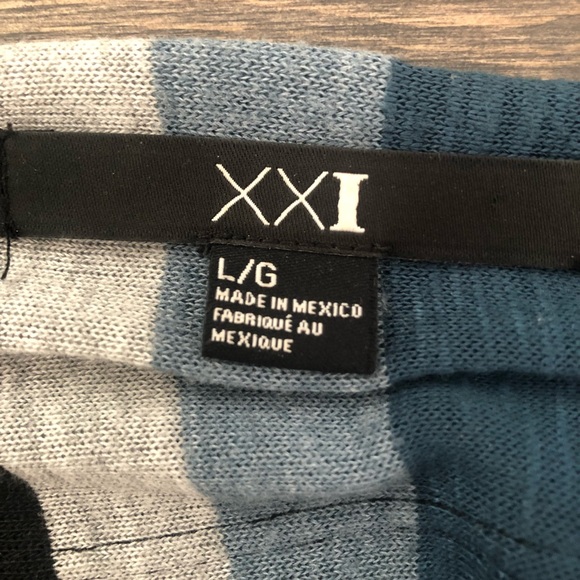 XXI
L/G
MADE IN MEXICO
FABRIQUÉ AU
MEXIQUE